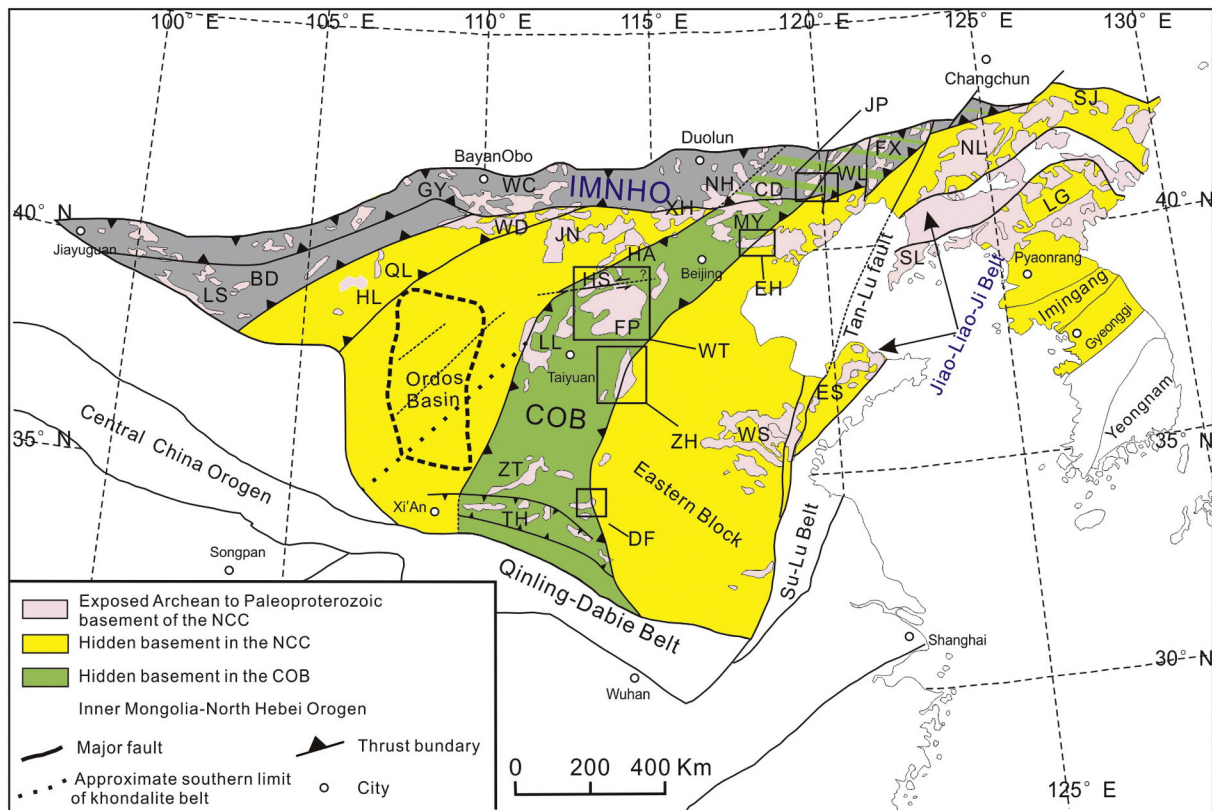 100° E
105° E
110° E
115° E
120° E
125° E
130° E
Changchun
SJ
JP
Duolun
BayanObo
FX
NL
GY
WC
IMNHO
NH
CD
WL
40° N
XH
MY
LG
40° N
Jiayuguan
WD
JN
BD
QL
HA
Beijing
SL
Pyaonrang
LS
HL
HS
?
EH
Tan-Lu fault
Jiao-Liao-Ji Belt
Imjngang
FP
Gyeonggi
LL
WT
Ordos
Basin
Taiyuan
ES
Yeongnam
COB
ZH
WS
35° N
35° N
Central China Orogen
ZT
Eastern Block
Xi'An
TH
DF
Su-Lu Belt
Songpan
Qinling-Dabie Belt
Shanghai
Wuhan
30° N
Exposed Archean to Paleoproterozoic
basement of the NCC
Hidden basement in the NCC
Hidden basement in the COB
Inner Mongolia-North Hebei Orogen
Major fault
Thrust bundary
Approximate southern limit
of khondalite belt
City
0 200 400 Km
125° E